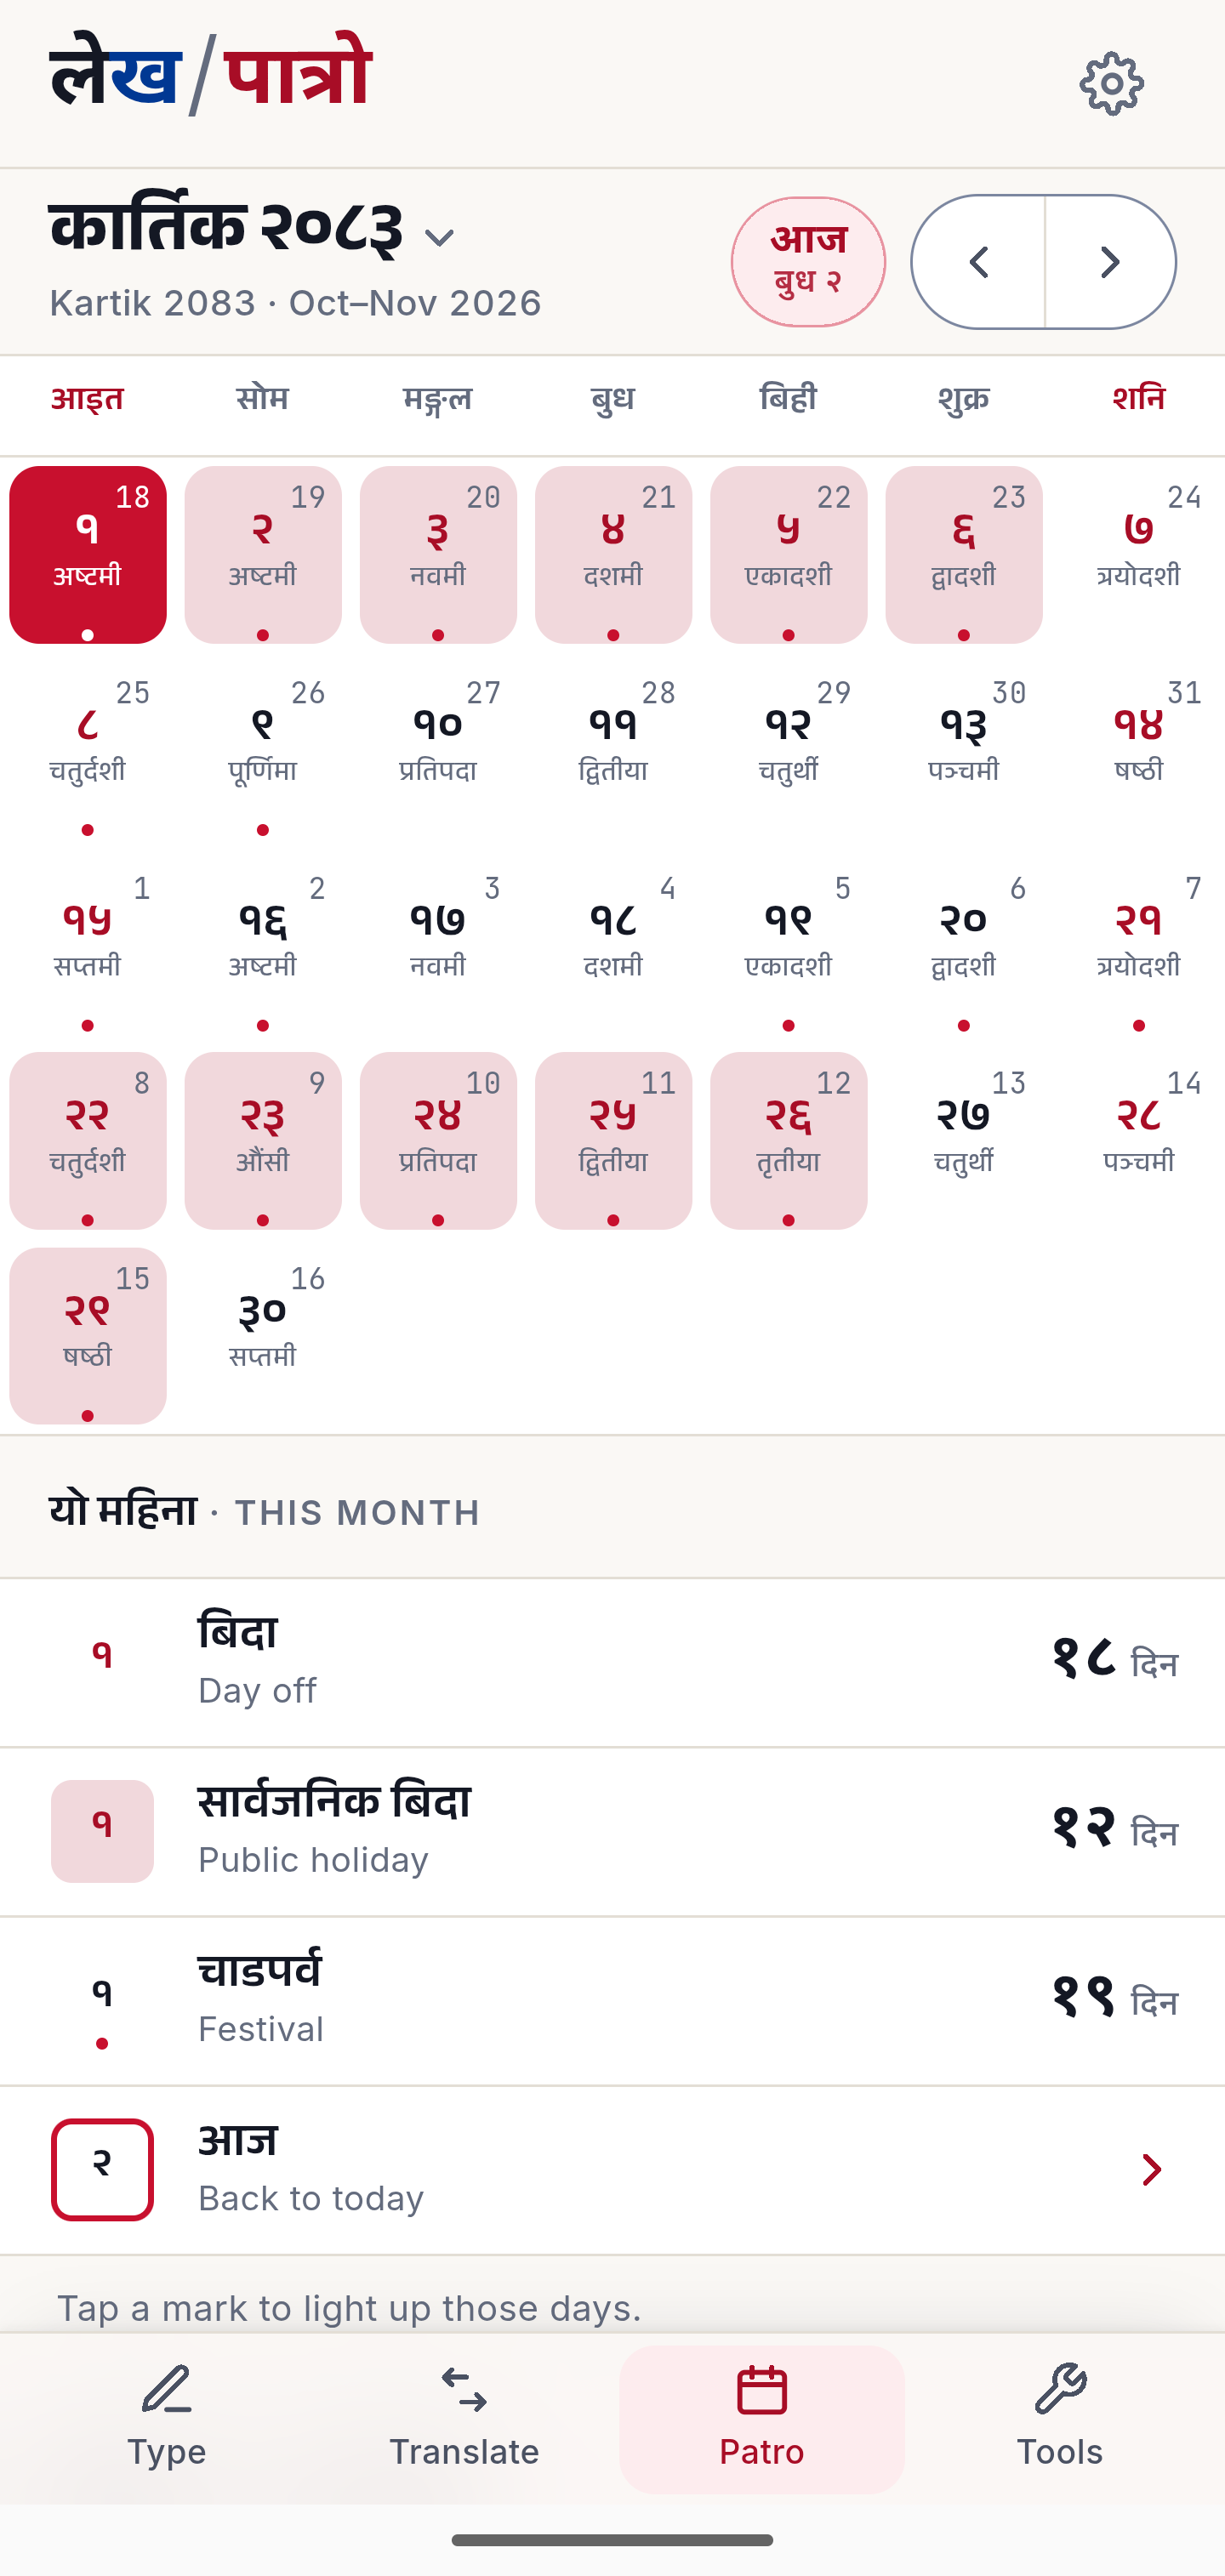 लेख/पात्रो
कार्तिक २०८३
Kartik 2083 · Oct–Nov 2026
आज
बुध २
आइत सोम मङ्गल बुध बिही शुक्र शनि
18 19 20 21 22 23 24
१ २ ३ ४ ५ ६ ७
अष्टमी अष्टमी नवमी दशमी एकादशी द्वादशी त्रयोदशी
25 26 27 28 29 30 31
८ ९ १० ११ १२ १३ १४
चतुर्दशी पूर्णिमा प्रतिपदा द्वितीया चतुर्थी पञ्चमी षष्ठी
1 2 3 4 5 6 7
१५ १६ १७ १८ १९ २० २१
सप्तमी अष्टमी नवमी दशमी एकादशी द्वादशी त्रयोदशी
8 9 10 11 12 13 14
२२ २३ २४ २५ २६ २७ २८
चतुर्दशी औंसी प्रतिपदा द्वितीया तृतीया चतुर्थी पञ्चमी
15 16
२९ ३०
षष्ठी सप्तमी
यो महिना · THIS MONTH
१ बिदा १८ दिन
Day off
१ सार्वजनिक बिदा १२ दिन
Public holiday
१ चाडपर्व १९ दिन
Festival
२ आज
Back to today
Tap a mark to light up those days.
Type Translate Patro Tools